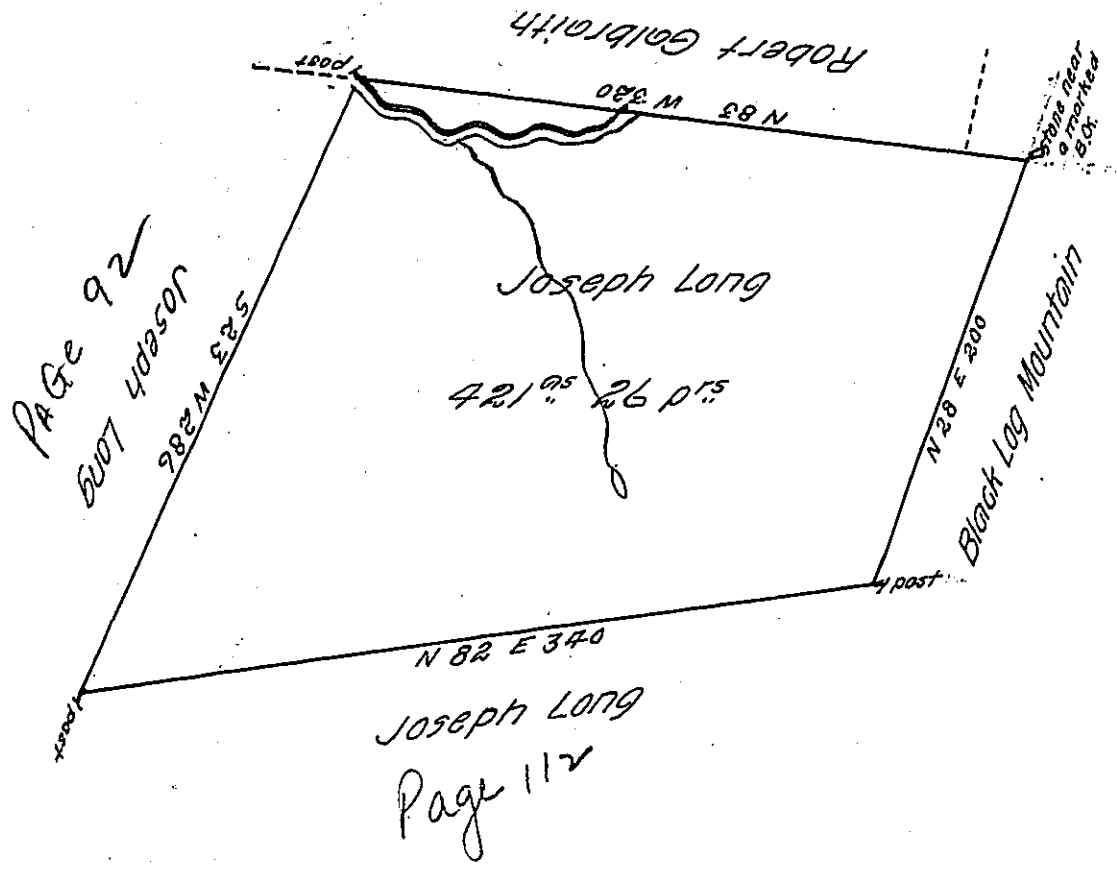 Robert Galbraith
post
N 83 W 320
stone near
a marked
B.O.
PAGE 92
Joseph Long
S 23 W 286
Joseph Long
421 as 26 prs
N 28 E 200
Black Log Mountain
post
N 82 E 340
post
Joseph Long
Page 112